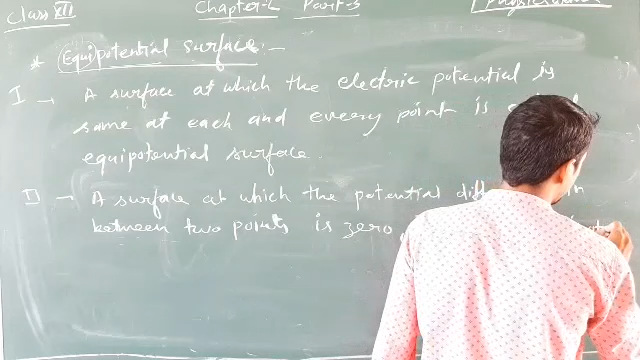 Class XII Chapter-2 Part-3 Physics
* Equipotential surface :-
I → A surface at which the electric potential is
same at each and every point is
equipotential surface.
II → A surface at which the potential
between two points is zero